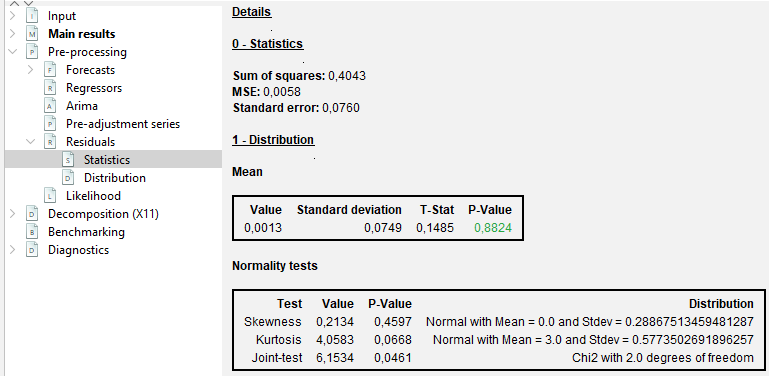 Input
Main results
Pre-processing
Forecasts
Regressors
Arima
Pre-adjustment series
Residuals
Statistics
Distribution
Likelihood
Decomposition (X11)
Benchmarking
Diagnostics
Details
0 - Statistics
Sum of squares: 0,4043
MSE: 0,0058
Standard error: 0,0760
1 - Distribution
Mean
Value Standard deviation T-Stat P-Value
0,0013 0,0749 0,1485 0,8824
Normality tests
Test Value P-Value Distribution
Skewness 0,2134 0,4597 Normal with Mean = 0.0 and Stdev = 0.28867513459481287
Kurtosis 4,0583 0,0668 Normal with Mean = 3.0 and Stdev = 0.5773502691896257
Joint-test 6,1534 0,0461 Chi2 with 2.0 degrees of freedom